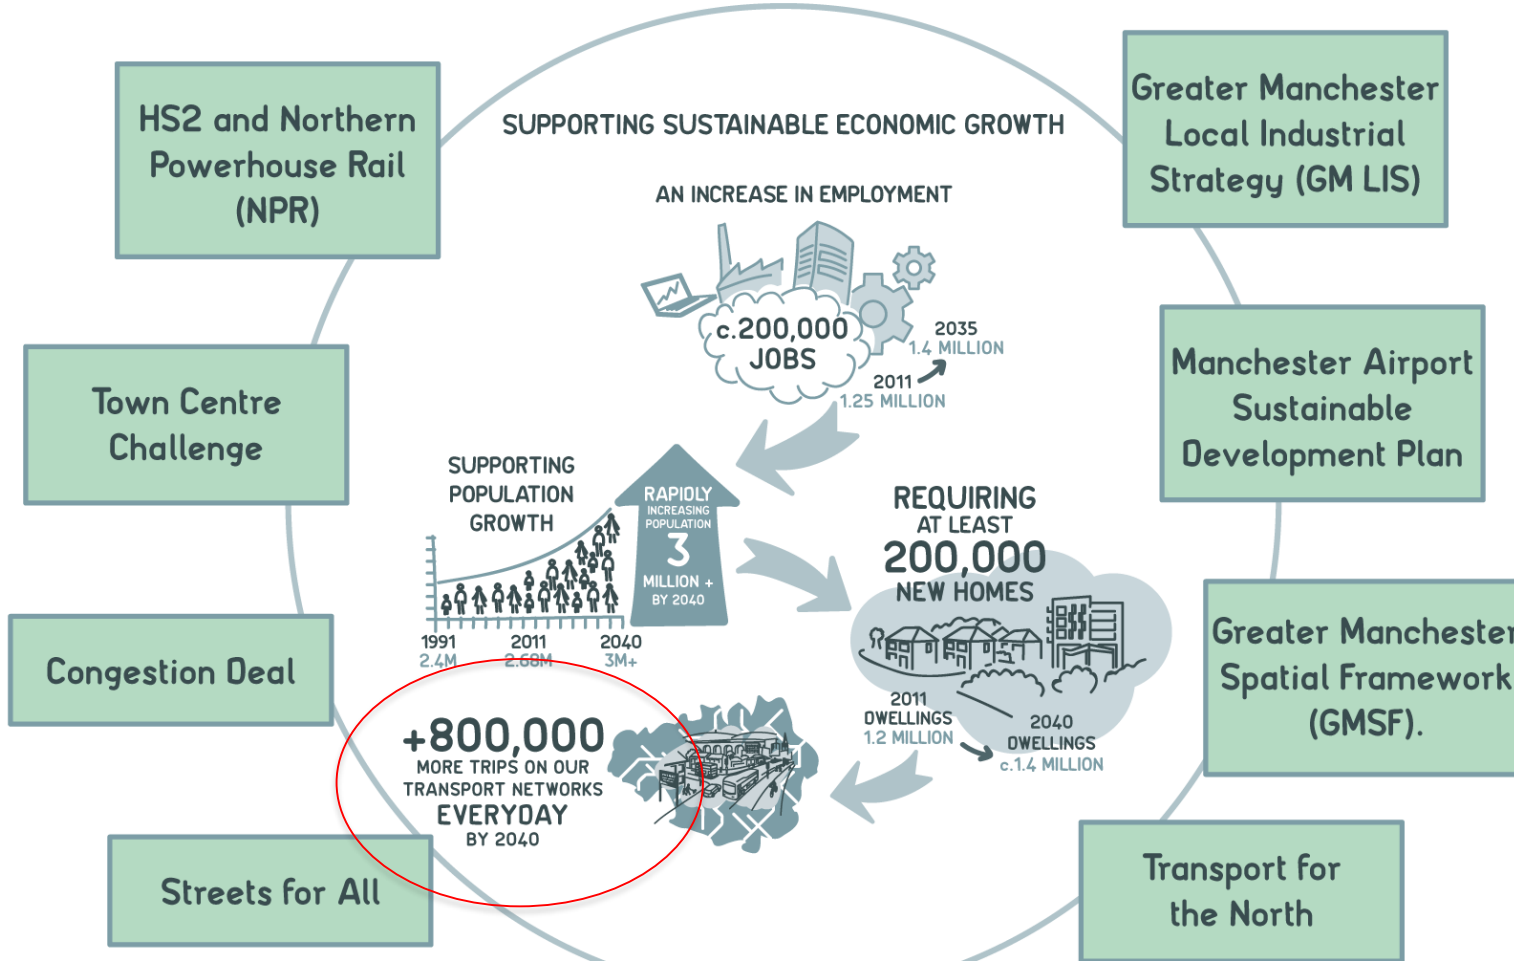 HS2 and Northern
Powerhouse Rail
(NPR)
Town Centre
Challenge
Congestion Deal
Streets for All
SUPPORTING SUSTAINABLE ECONOMIC GROWTH
AN INCREASE IN EMPLOYMENT
c.200,000
JOBS
2035
1.4 MILLION
2011
1.25 MILLION
SUPPORTING
POPULATION
GROWTH
1991
2.4M
2011
2.68M
2040
3M+
RAPIDLY
INCREASING
POPULATION
3
MILLION +
BY 2040
REQUIRING
AT LEAST
200,000
NEW HOMES
2011
DWELLINGS
1.2 MILLION
2040
DWELLINGS
c.1.4 MILLION
+800,000
MORE TRIPS ON OUR
TRANSPORT NETWORKS
EVERYDAY
BY 2040
Greater Manchester
Local Industrial
Strategy (GM LIS)
Manchester Airport
Sustainable
Development Plan
Greater Manchester
Spatial Framework
(GMSF).
Transport for
the North